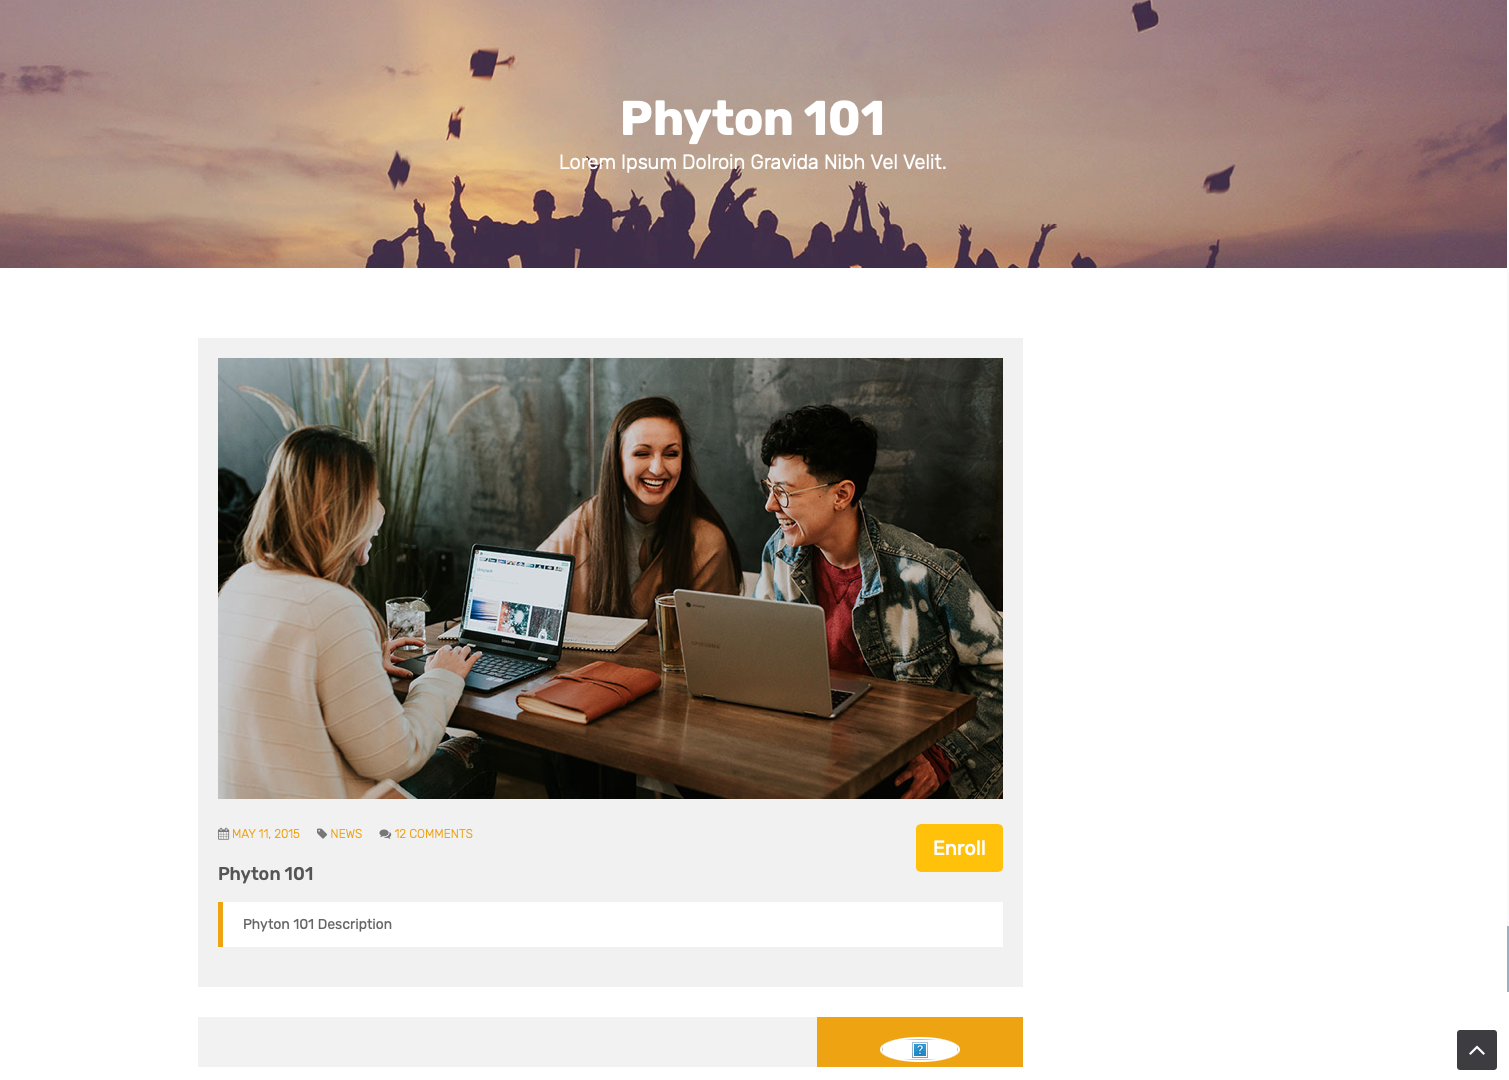 Phyton 101
Lorem Ipsum Dolroin Gravida Nibh Vel Velit.
MAY 11, 2015 NEWS 12 COMMENTS
Enroll
Phyton 101
Phyton 101 Description